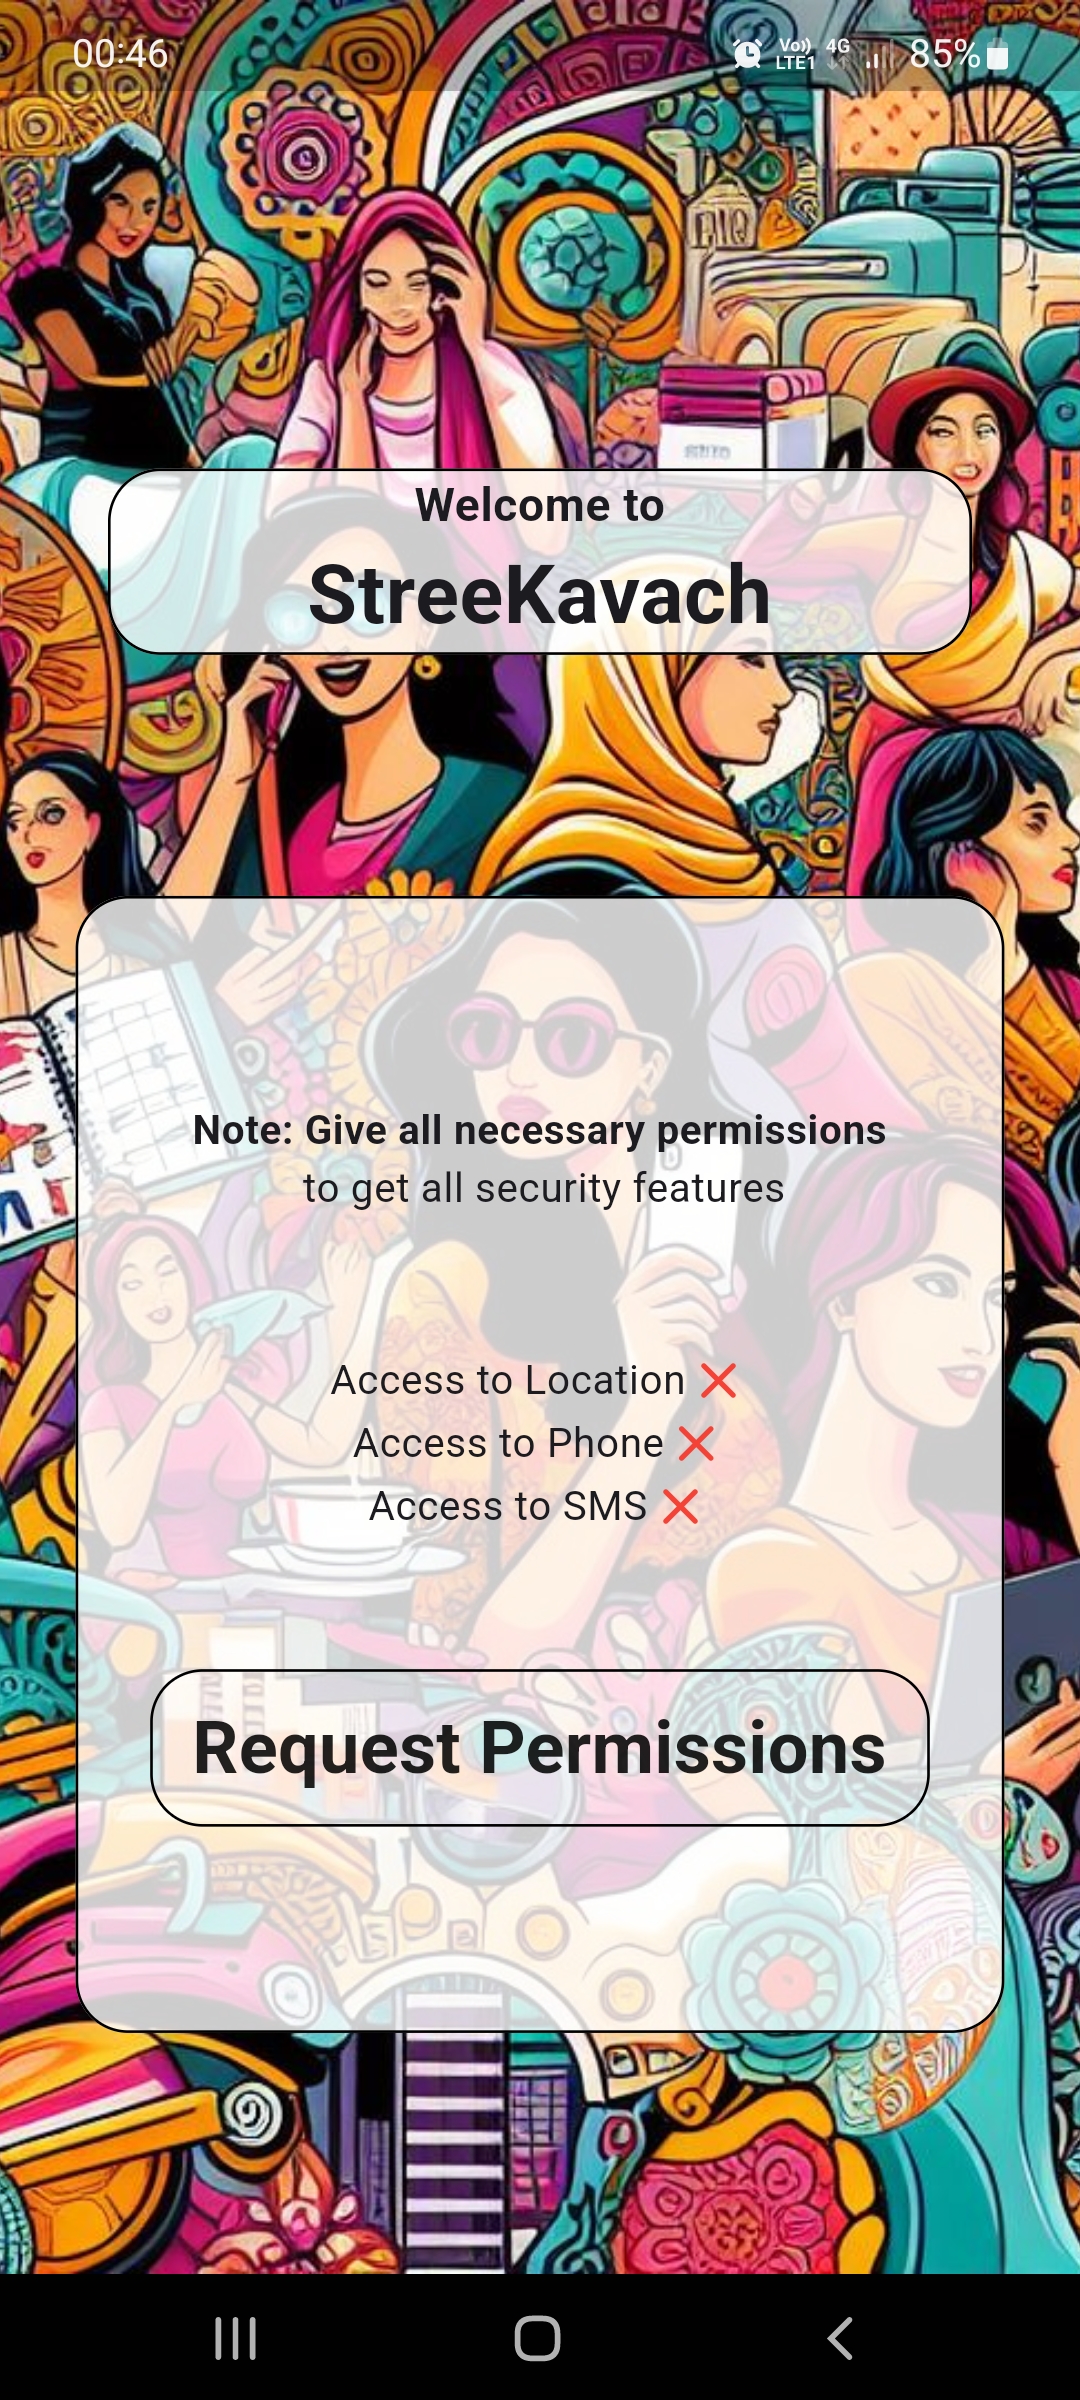 00:46
Vo)) LTE1 4G 85%
Welcome to
StreeKavach
Note: Give all necessary permissions
to get all security features
Access to Location ❌
Access to Phone ❌
Access to SMS ❌
Request Permissions